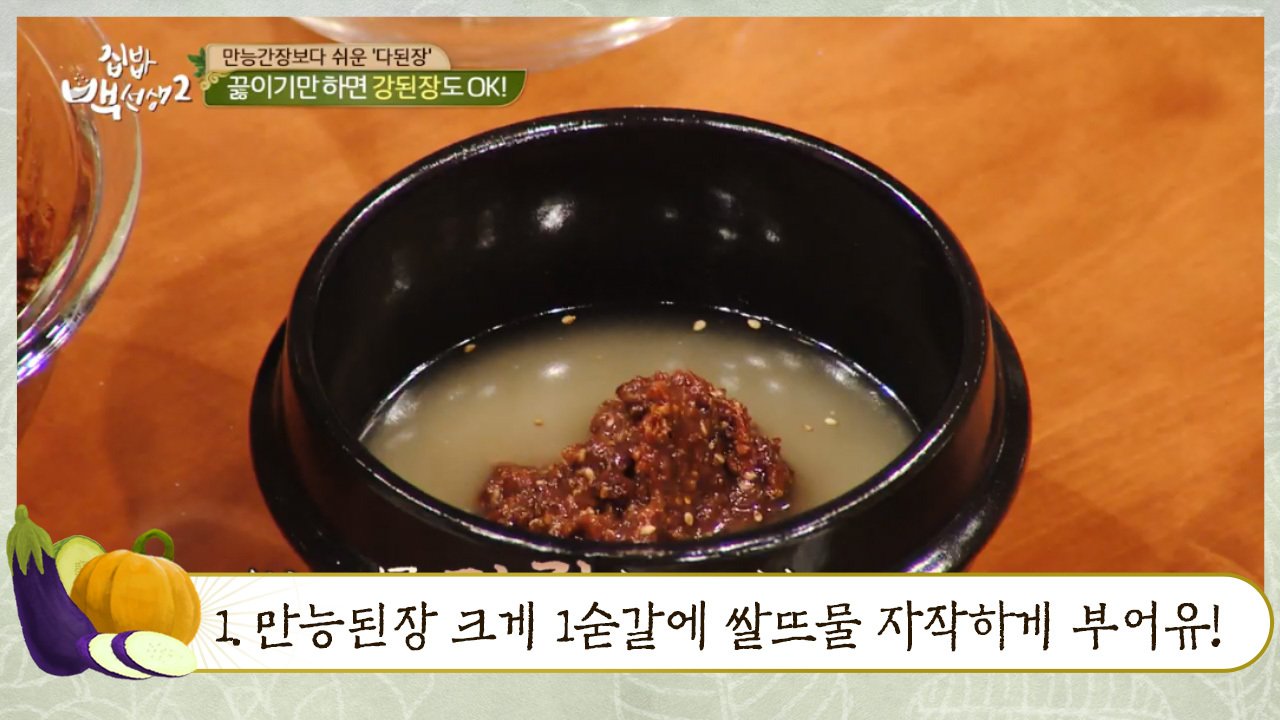 집밥
백선생2
만능간장보다 쉬운 '다된장'
끓이기만 하면 강된장도 OK!
1. 만능된장 크게 1숟갈에 쌀뜨물 자작하게 부어유!